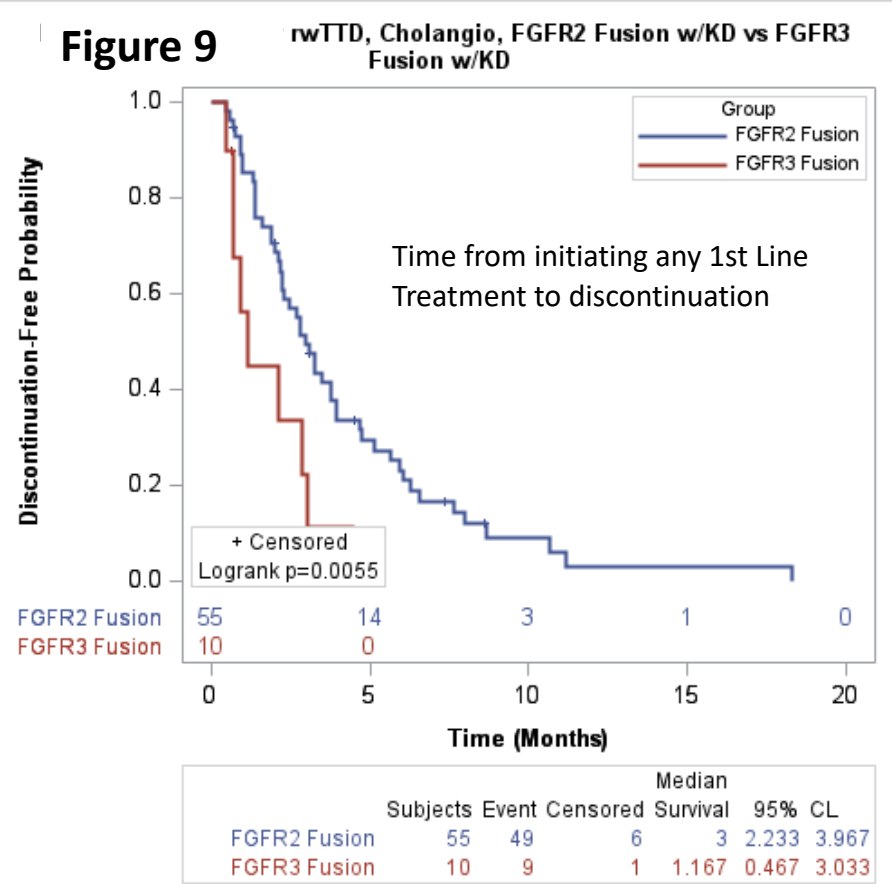 Figure 9
rwTTD, Cholangio, FGFR2 Fusion w/KD vs FGFR3
Fusion w/KD
Discontinuation-Free Probability
1.0
0.8
0.6
0.4
0.2
0.0
Group
FGFR2 Fusion
FGFR3 Fusion
Time from initiating any 1st Line
Treatment to discontinuation
+ Censored
Logrank p=0.0055
FGFR2 Fusion 55 14 3 1 0
FGFR3 Fusion 10 0
0 5 10 15 20
Time (Months)
Median
Subjects Event Censored Survival 95% CL
FGFR2 Fusion 55 49 6 3 2.233 3.967
FGFR3 Fusion 10 9 1 1.167 0.467 3.033